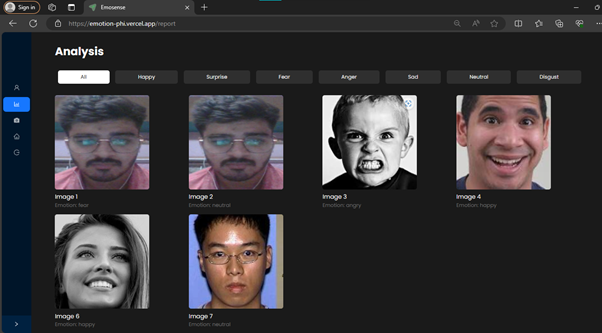 Sign in
Emosense
https://emotion-phi.vercel.app/report
Analysis
All Happy Surprise Fear Anger Sad Neutral Disgust
Image 1 Image 2 Image 3 Image 4
Emotion: fear Emotion: neutral Emotion: angry Emotion: happy
Image 6 Image 7
Emotion: happy Emotion: neutral